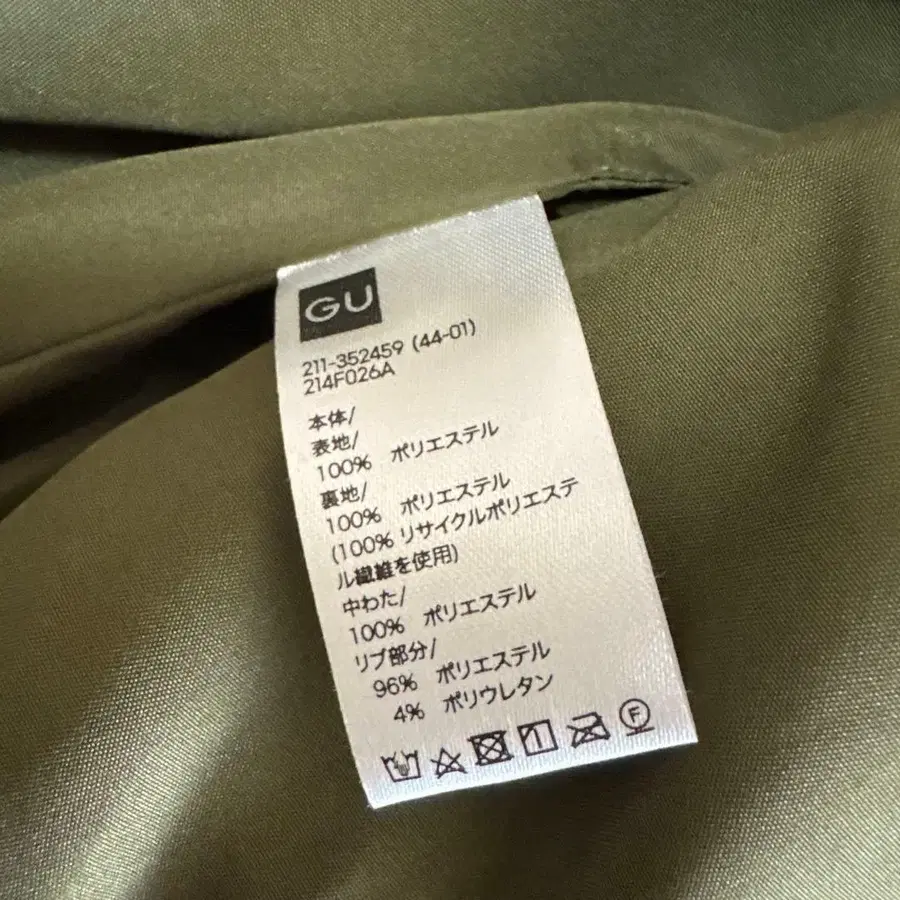 GU
211-352459 (44-01)
214F026A
本体/
表地/
100% ポリエステル
裏地/
100% ポリエステル
(100% リサイクルポリエステ
ル繊維を使用)
中わた/
100% ポリエステル
リブ部分/
96% ポリエステル
4% ポリウレタン
F